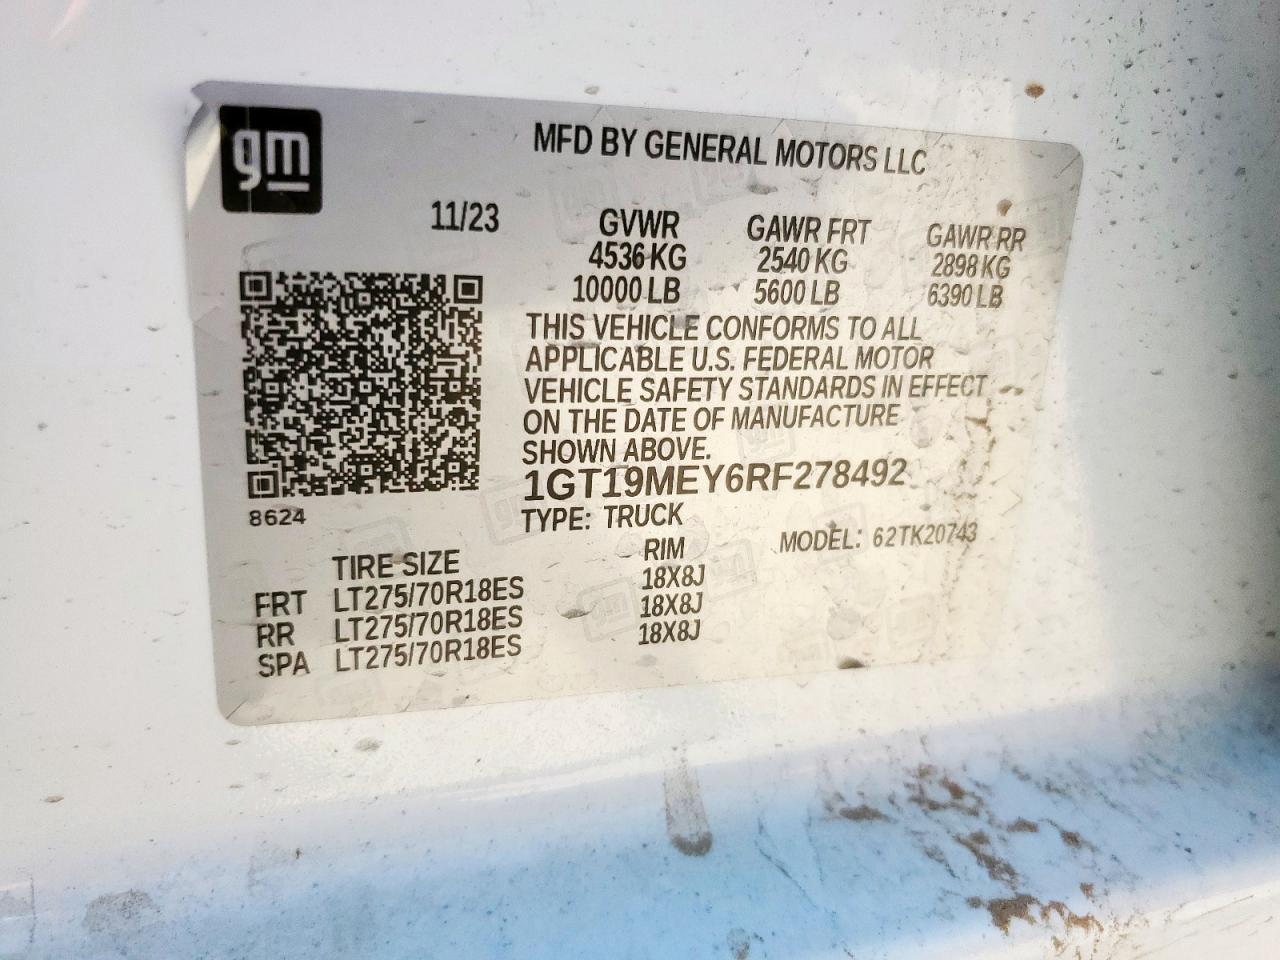 gm
MFD BY GENERAL MOTORS LLC
11/23 GVWR GAWR FRT GAWR RR
4536 KG 2540 KG 2898 KG
10000 LB 5600 LB 6390 LB
THIS VEHICLE CONFORMS TO ALL
APPLICABLE U.S. FEDERAL MOTOR
VEHICLE SAFETY STANDARDS IN EFFECT
ON THE DATE OF MANUFACTURE
SHOWN ABOVE.
1GT19MEY6RF278492
8624
TYPE: TRUCK MODEL: 62TK20743
TIRE SIZE RIM
FRT LT275/70R18ES 18X8J
RR LT275/70R18ES 18X8J
SPA LT275/70R18ES 18X8J